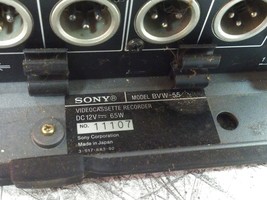 SONY® MODEL BVW-55
VIDEOCASSETTE RECORDER
DC 12V ⎓ 65W
NO. 11107
Sony Corporation
Made in Japan